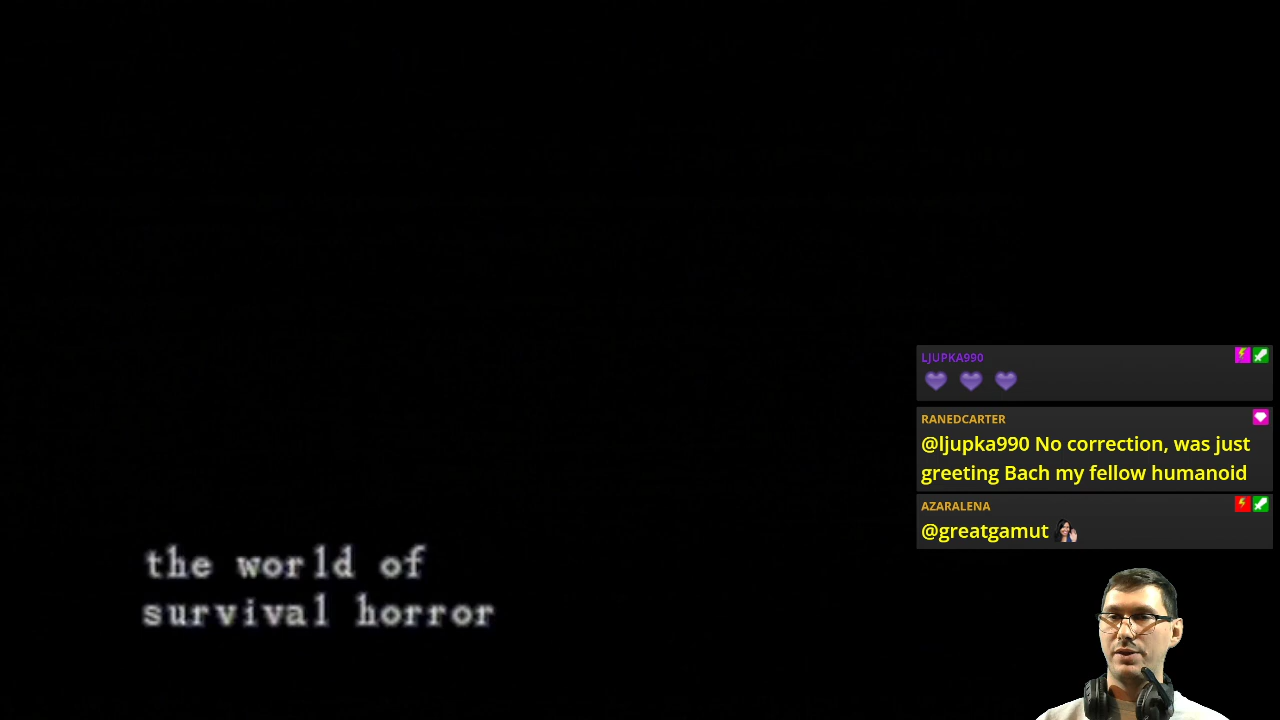 the world of
survival horror
LJUPKA990
RANEDCARTER
@ljupka990 No correction, was just
greeting Bach my fellow humanoid
AZARALENA
@greatgamut